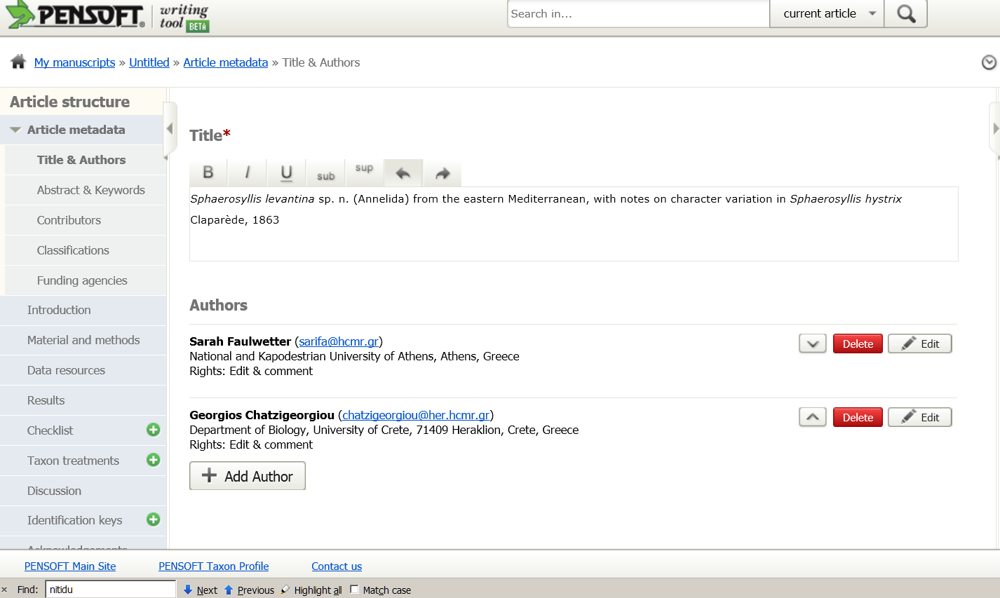 PENSOFT® writing
tool BETA
Search in... current article
My manuscripts » Untitled » Article metadata » Title & Authors
Article structure
Article metadata
Title & Authors
Abstract & Keywords
Contributors
Classifications
Funding agencies
Introduction
Material and methods
Data resources
Results
Checklist
Taxon treatments
Discussion
Identification keys
Acknowledgements
Title*
B I U sub sup
Sphaerosyllis levantina sp. n. (Annelida) from the eastern Mediterranean, with notes on character variation in Sphaerosyllis hystrix
Claparède, 1863
Authors
Sarah Faulwetter (sarifa@hcmr.gr) Delete Edit
National and Kapodestrian University of Athens, Athens, Greece
Rights: Edit & comment
Georgios Chatzigeorgiou (chatzigeorgiou@her.hcmr.gr) Delete Edit
Department of Biology, University of Crete, 71409 Heraklion, Crete, Greece
Rights: Edit & comment
Add Author
PENSOFT Main Site PENSOFT Taxon Profile Contact us
× Find: nitidu Next Previous Highlight all Match case